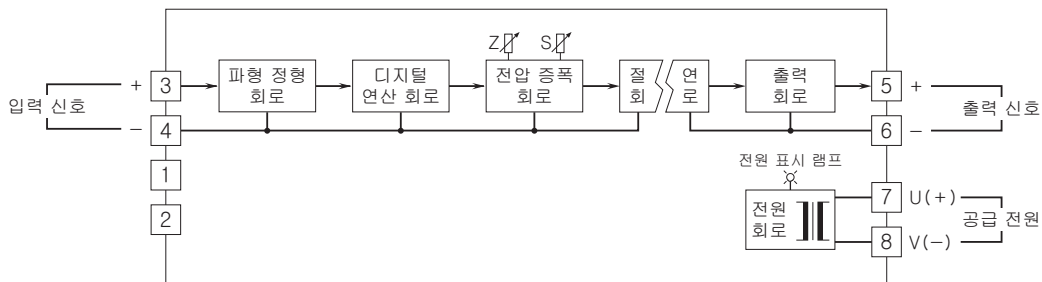 Z S
+ 3 파형 정형 회로 디지털 연산 회로 전압 증폭 회로 절 연 출력 회로 5 +
회 로
입력 신호 출력 신호
− 4 6 −
1
2
전원 표시 램프
전원 회로
7 U(+)
공급 전원
8 V(−)